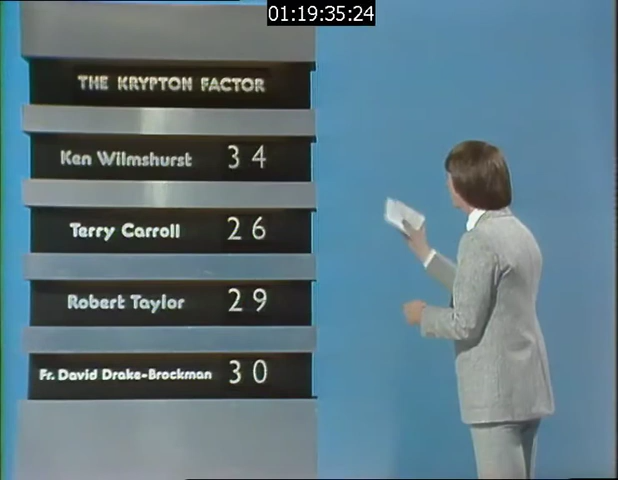 01:19:35:24
THE KRYPTON FACTOR
Ken Wilmshurst 34
Terry Carroll 26
Robert Taylor 29
Fr. David Drake-Brockman 30